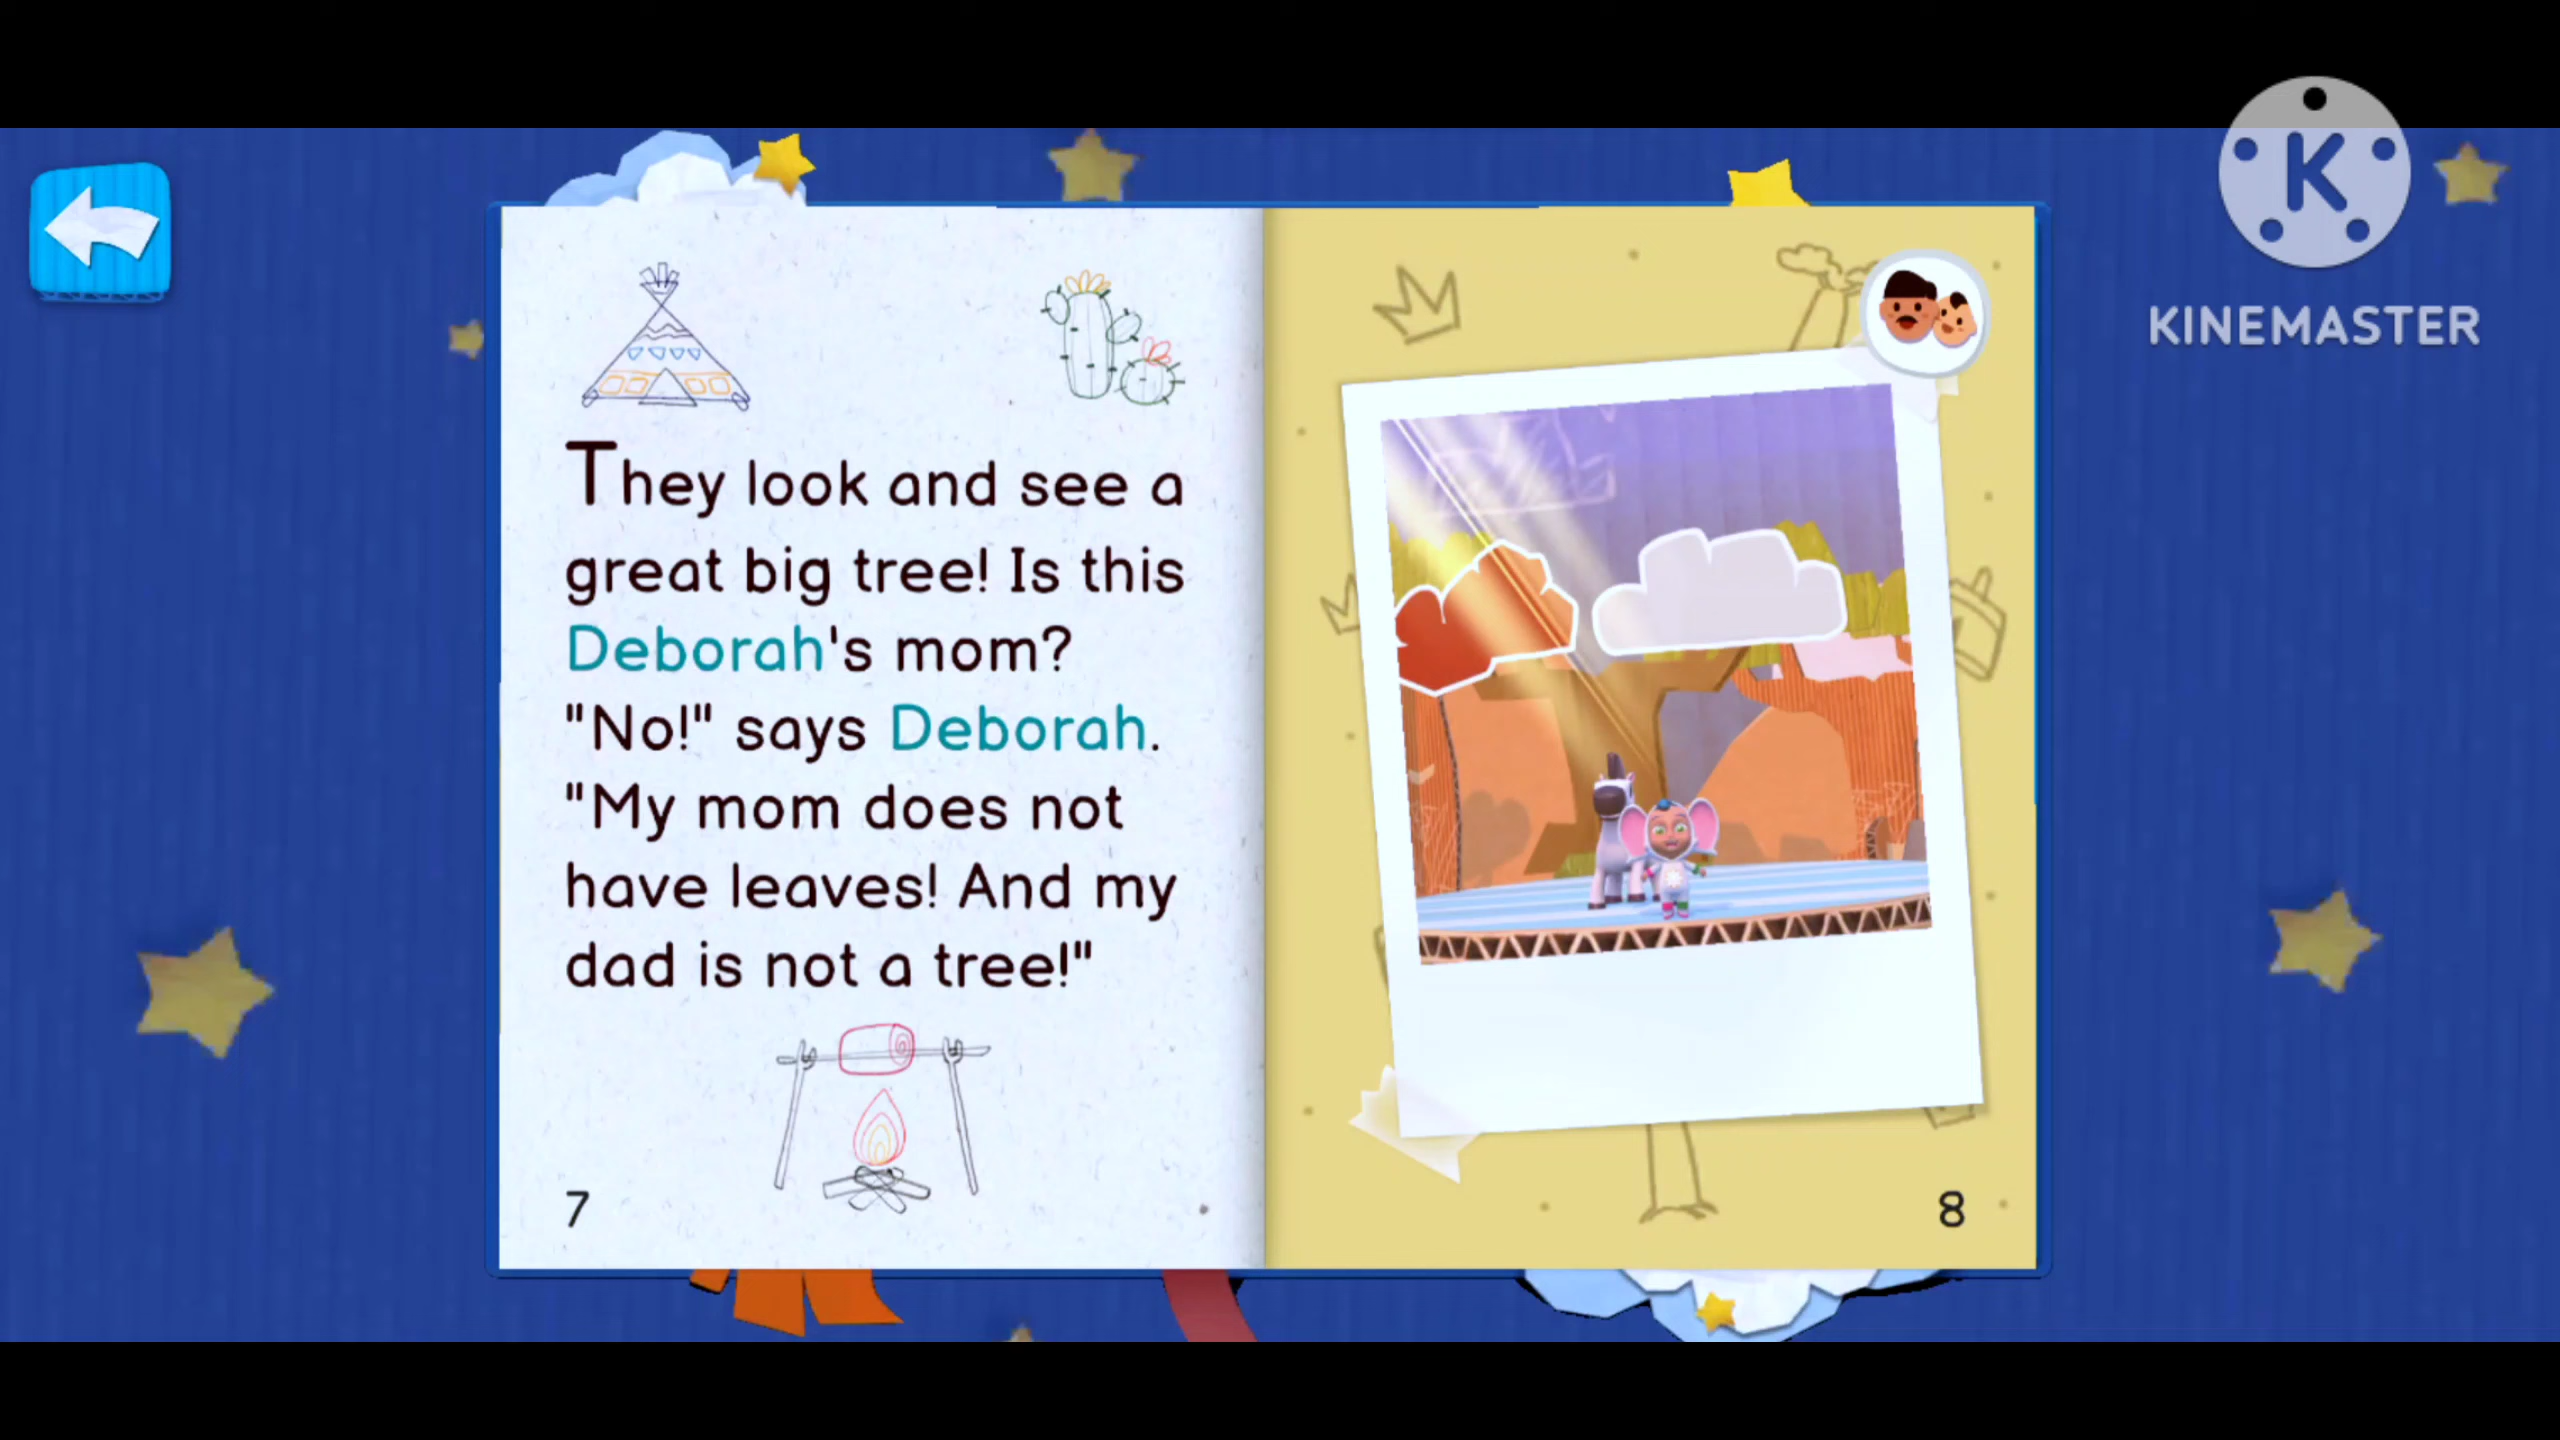 They look and see a
great big tree! Is this
Deborah's mom?
"No!" says Deborah.
"My mom does not
have leaves! And my
dad is not a tree!"
7
8
K
KINEMASTER